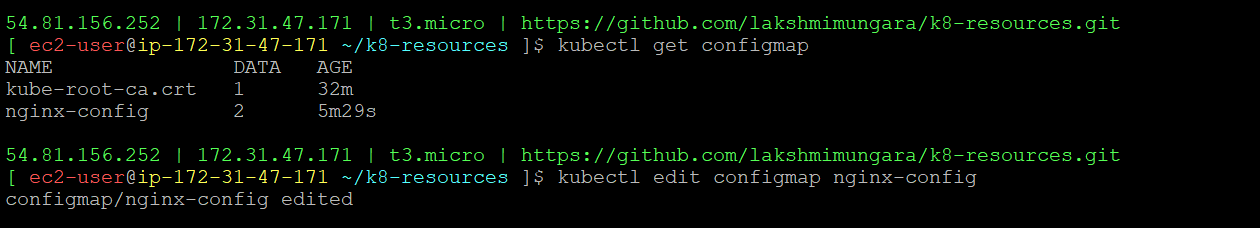 54.81.156.252 | 172.31.47.171 | t3.micro | https://github.com/lakshmimungara/k8-resources.git
[ ec2-user@ip-172-31-47-171 ~/k8-resources ]$ kubectl get configmap
NAME               DATA   AGE
kube-root-ca.crt   1      32m
nginx-config       2      5m29s
54.81.156.252 | 172.31.47.171 | t3.micro | https://github.com/lakshmimungara/k8-resources.git
[ ec2-user@ip-172-31-47-171 ~/k8-resources ]$ kubectl edit configmap nginx-config
configmap/nginx-config edited